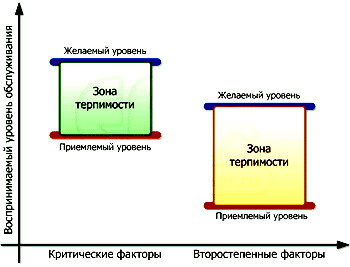 Воспринимаемый уровень обслуживания
Желаемый уровень
Зона
терпимости
Приемлемый уровень
Желаемый уровень
Зона
терпимости
Приемлемый уровень
Критические факторы
Второстепенные факторы